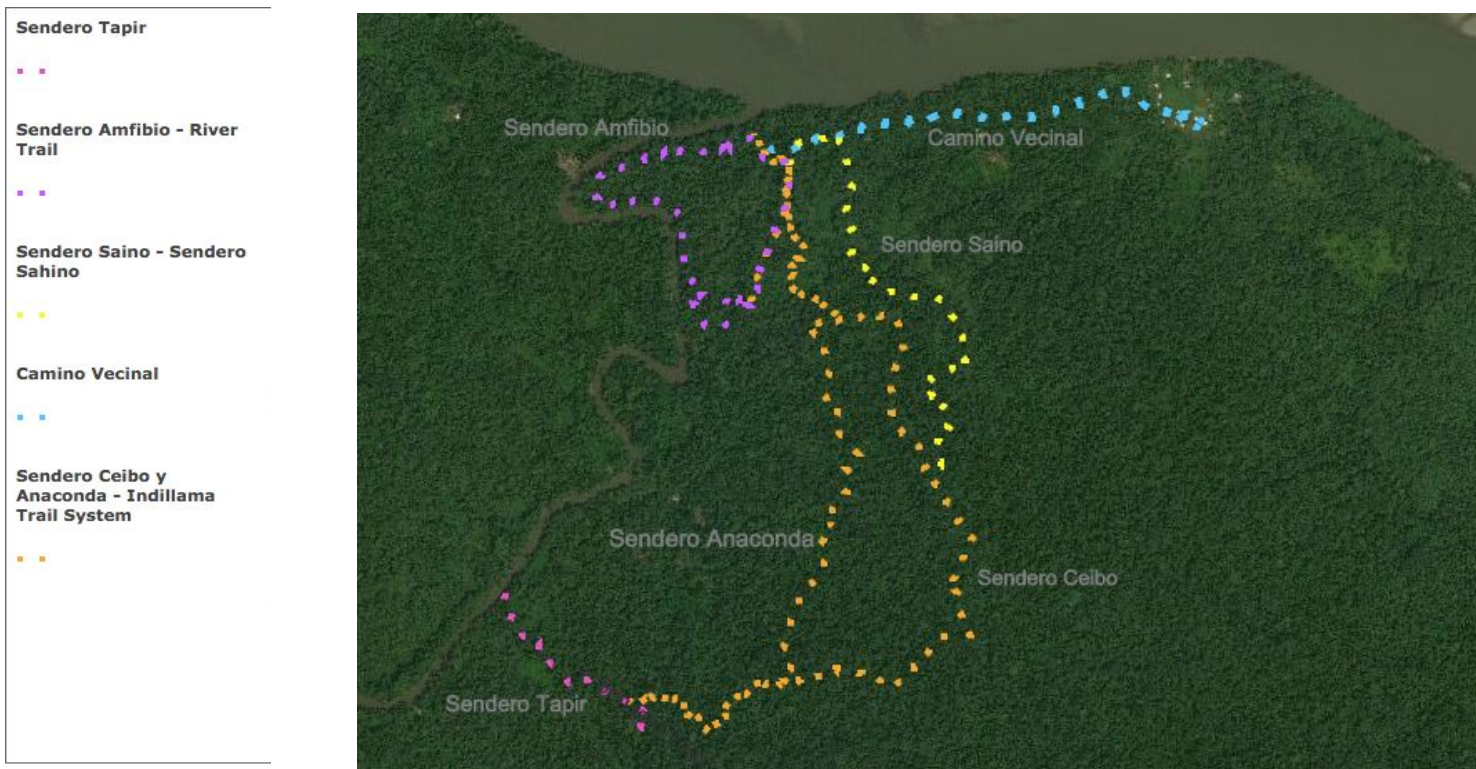 Sendero Tapir
Sendero Amfibio - River
Trail
Sendero Saino - Sendero
Sahino
Camino Vecinal
Sendero Ceibo y
Anaconda - Indillama
Trail System
Sendero Amfibio
Camino Vecinal
Sendero Saino
Sendero Anaconda
Sendero Ceibo
Sendero Tapir